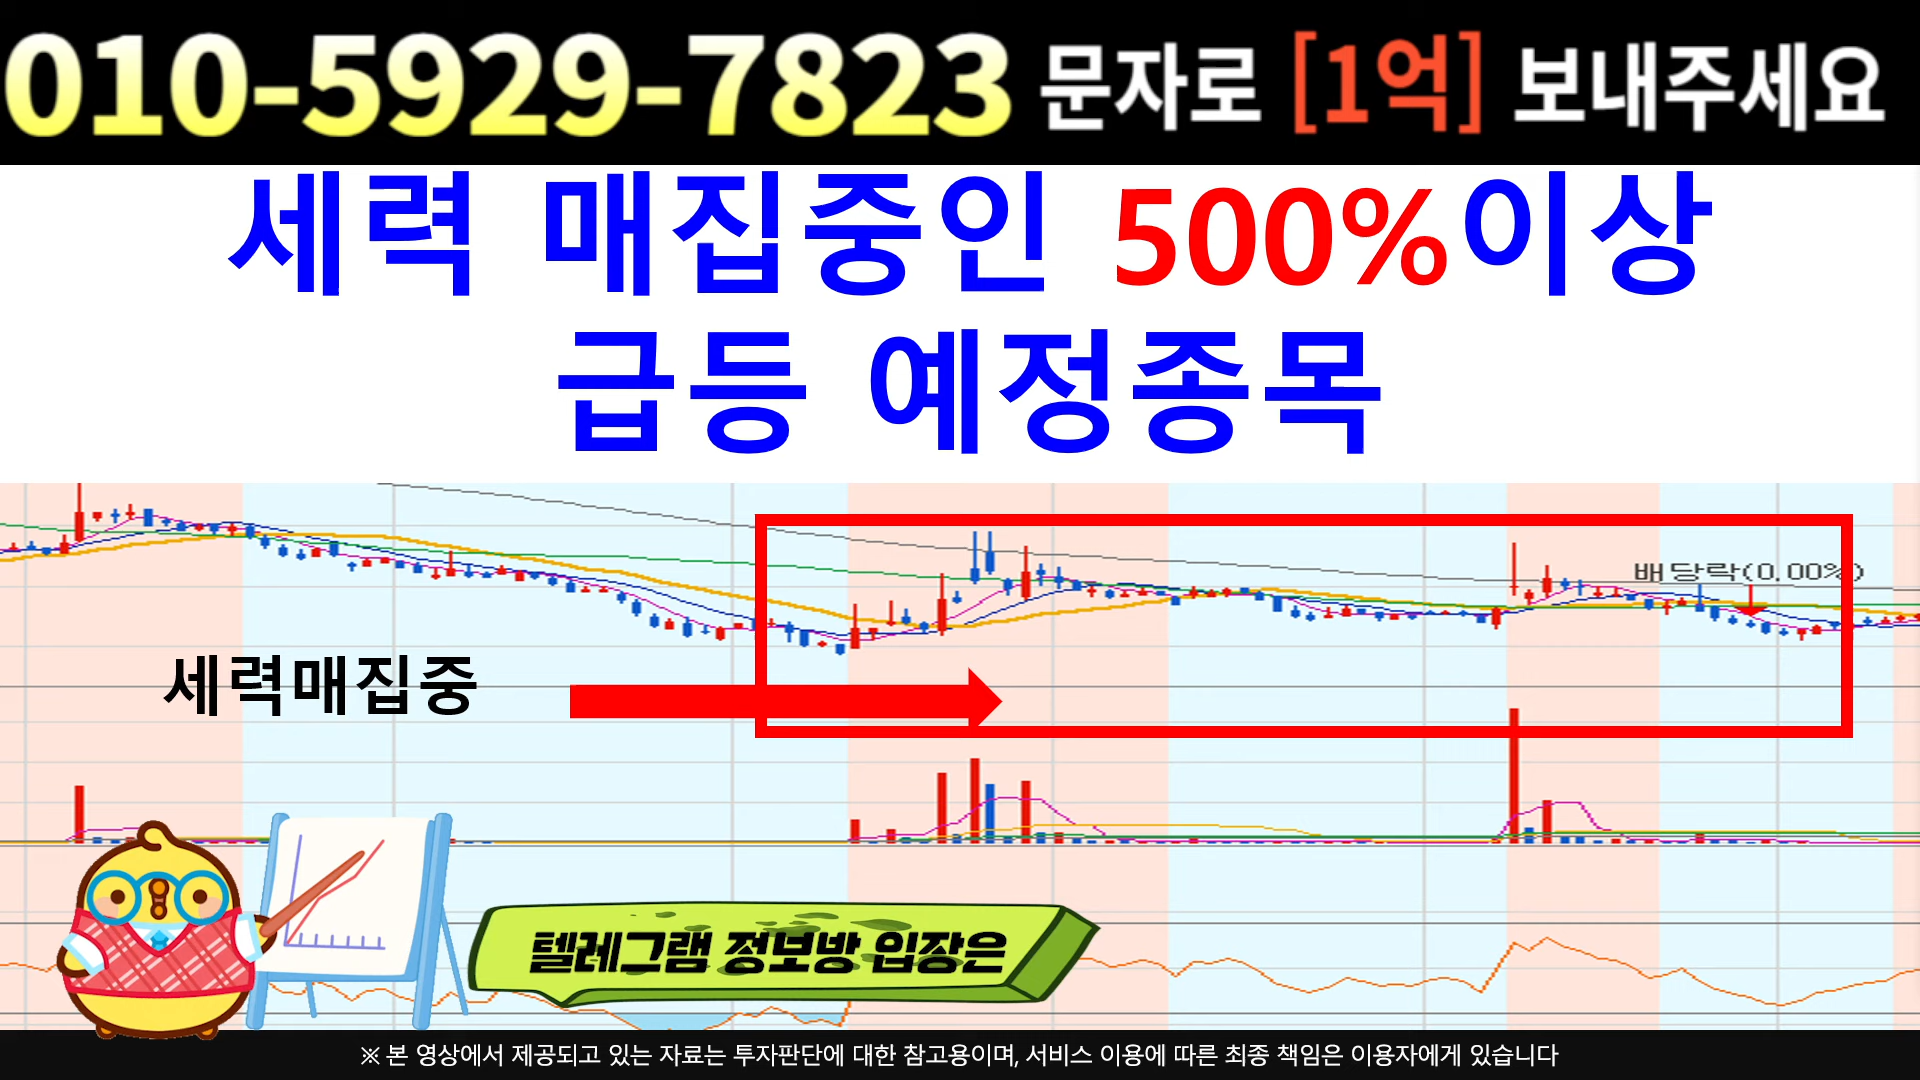 010-5929-7823 문자로 [1억] 보내주세요
세력 매집중인 500%이상
급등 예정종목
배당락(0.00%)
세력매집중
텔레그램 정보방 입장은
※ 본 영상에서 제공되고 있는 자료는 투자판단에 대한 참고용이며, 서비스 이용에 따른 최종 책임은 이용자에게 있습니다